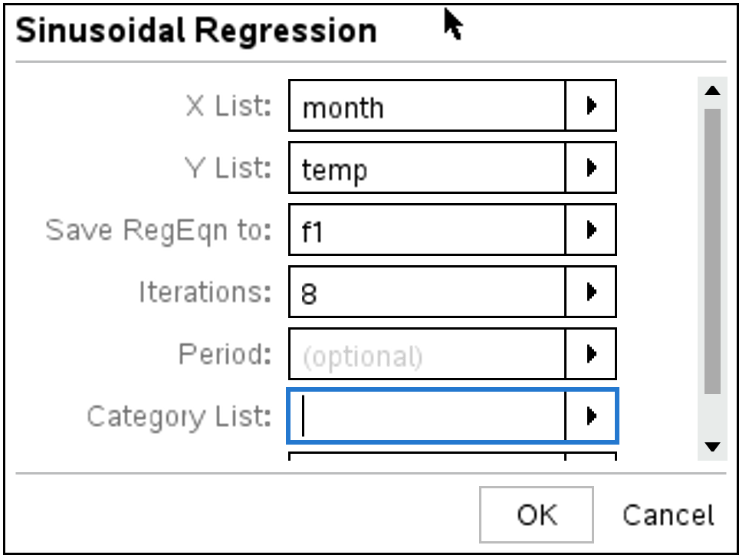 Sinusoidal Regression
X List: month
Y List: temp
Save RegEqn to: f1
Iterations: 8
Period: (optional)
Category List:
OK Cancel